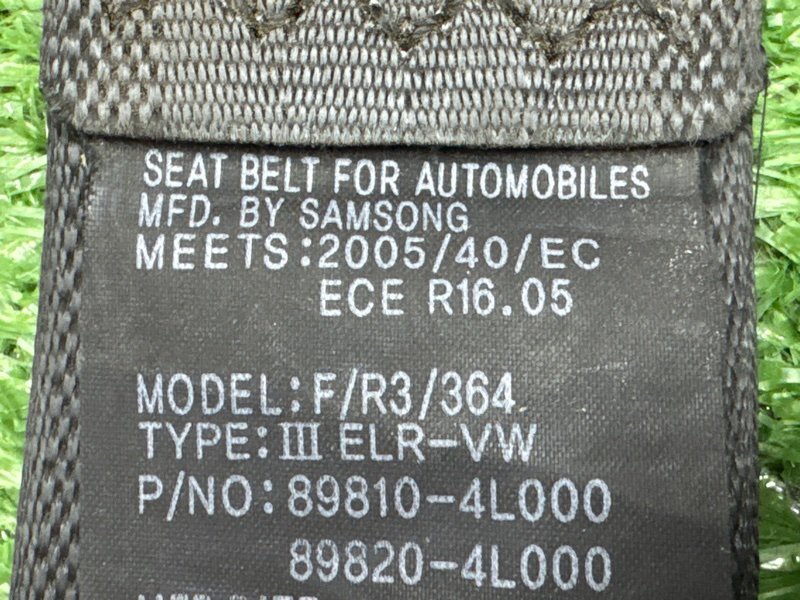 SEAT BELT FOR AUTOMOBILES
MFD. BY SAMSONG
MEETS:2005/40/EC
ECE R16.05
MODEL:F/R3/364
TYPE:III ELR-VW
P/NO:89810-4L000
89820-4L000